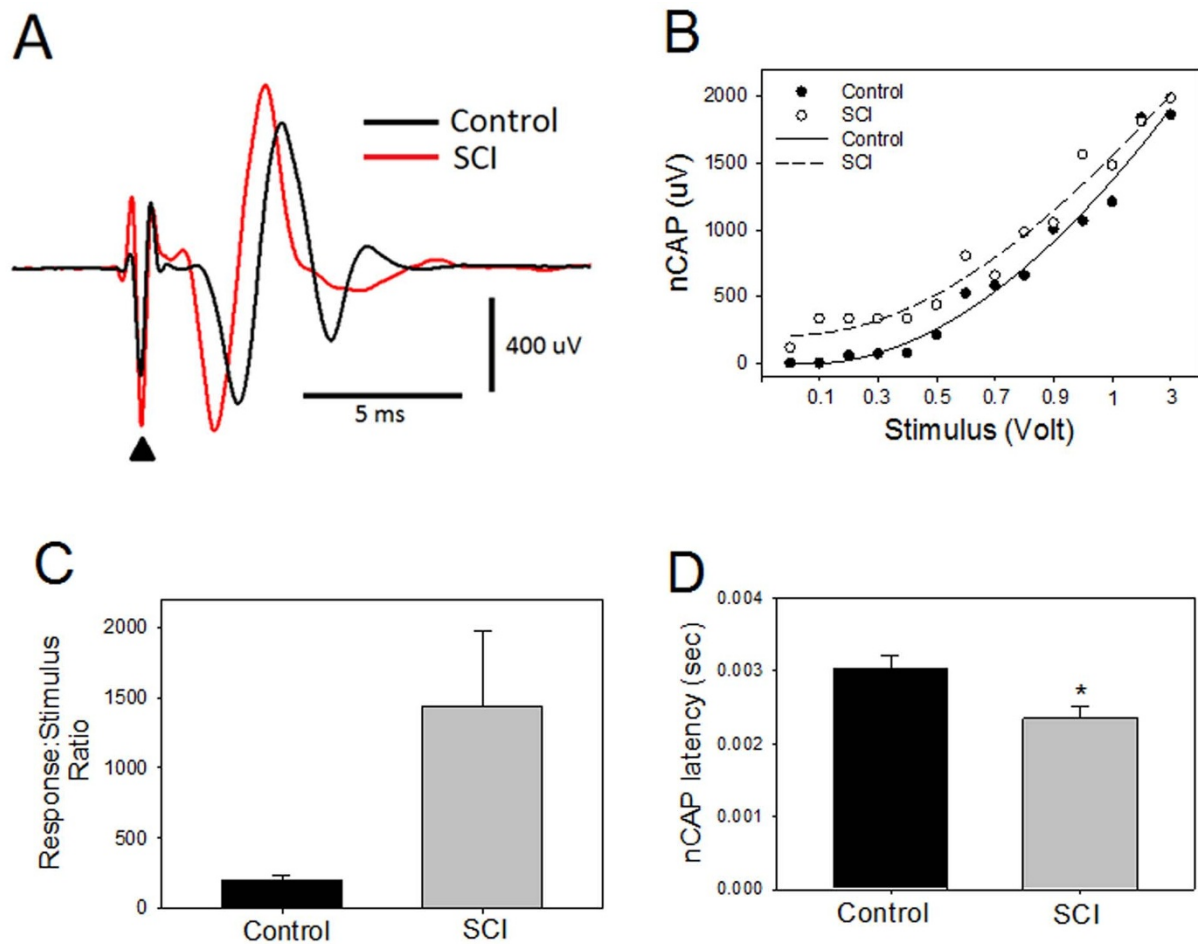 A
Control
SCI
400 uV
5 ms
B
nCAP (uV)
2000
1500
1000
500
0
Control
SCI
Control
SCI
0.1 0.3 0.5 0.7 0.9 1 3
Stimulus (Volt)
C
Response:Stimulus
Ratio
2000
1500
1000
500
0
Control SCI
D
nCAP latency (sec)
0.004
0.003
0.002
0.001
0.000
*
Control SCI